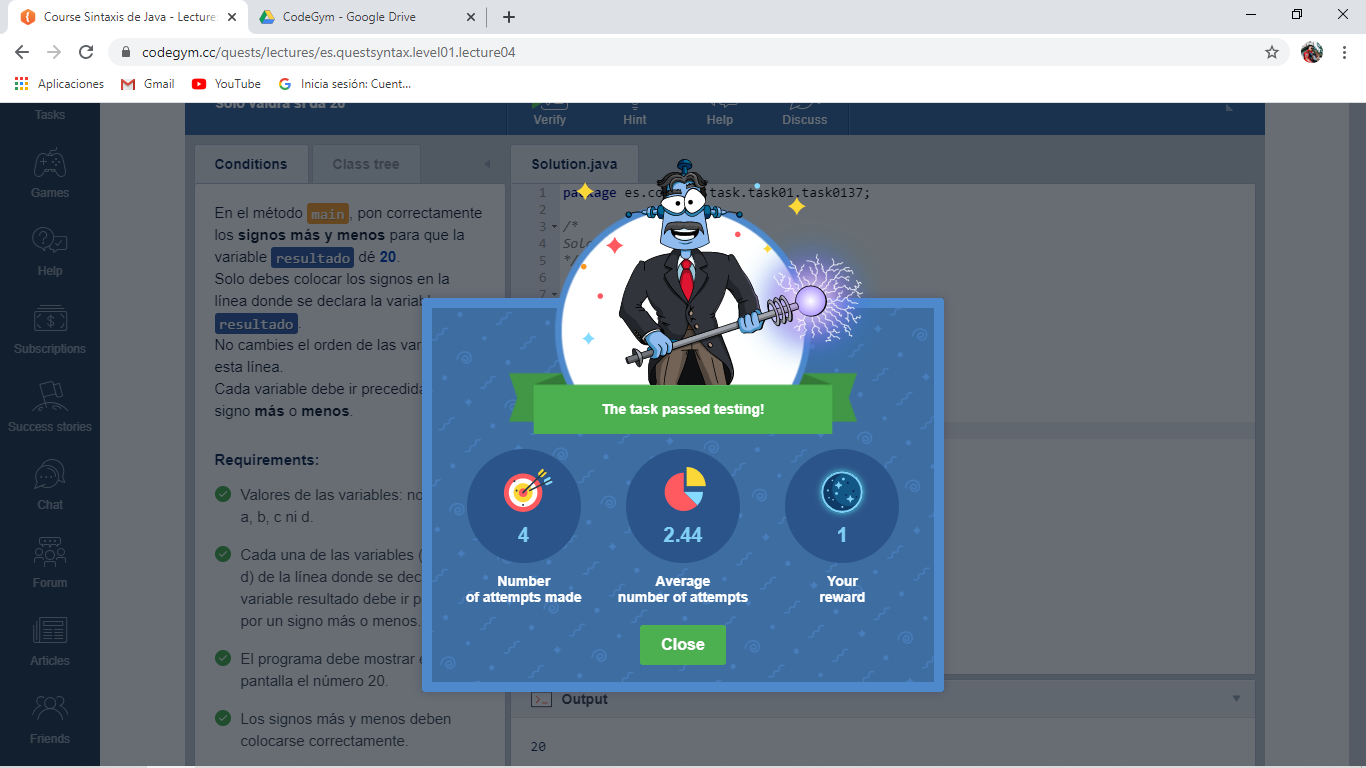 Course Sintaxis de Java - Lecture
CodeGym - Google Drive
codegym.cc/quests/lectures/es.questsyntax.level01.lecture04
Aplicaciones
Gmail
YouTube
Inicia sesión: Cuent...
Tasks
Games
Help
Subscriptions
Success stories
Chat
Forum
Articles
Friends
Solo valdrá si da 20
Verify
Hint
Help
Discuss
Conditions
Class tree
En el método main, pon correctamente
los signos más y menos para que la
variable resultado dé 20.
Solo debes colocar los signos en la
línea donde se declara la
resultado.
No cambies el orden de las
esta línea.
Cada variable debe ir
signo más o menos.
Requirements:
Valores de las variables:
a, b, c ni d.
Cada una de las variables
d) de la línea donde se
variable resultado debe ir
por un signo más o menos.
El programa debe mostrar
pantalla el número 20.
Los signos más y menos deben
colocarse correctamente.
Solution.java
1 package task.task01.task0137;
2
3 /*
4
5 */
6
7
The task passed testing!
4
Number
of attempts made
2.44
Average
number of attempts
1
Your
reward
Close
>_ Output
20